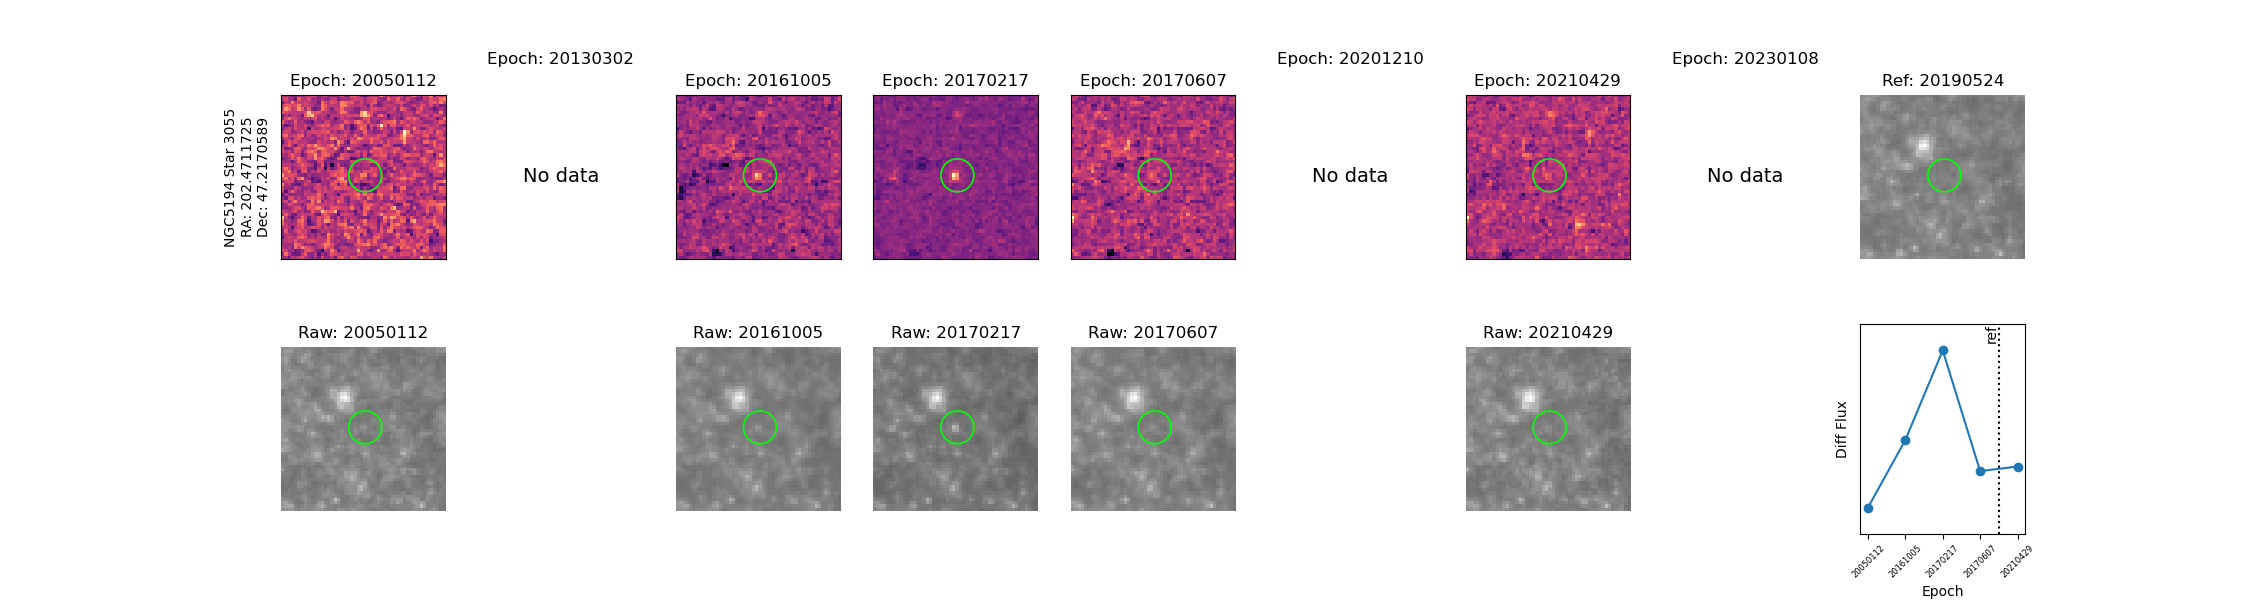 Epoch: 20130302
Epoch: 20201210
Epoch: 20230108
Epoch: 20050112
Epoch: 20161005
Epoch: 20170217
Epoch: 20170607
Epoch: 20210429
Ref: 20190524
NGC5194 Star 3055
RA: 202.4711725
Dec: 47.2170589
No data
No data
No data
Raw: 20050112
Raw: 20161005
Raw: 20170217
Raw: 20170607
Raw: 20210429
ref
Diff Flux
20050112
20161005
20170217
20170607
20210429
Epoch